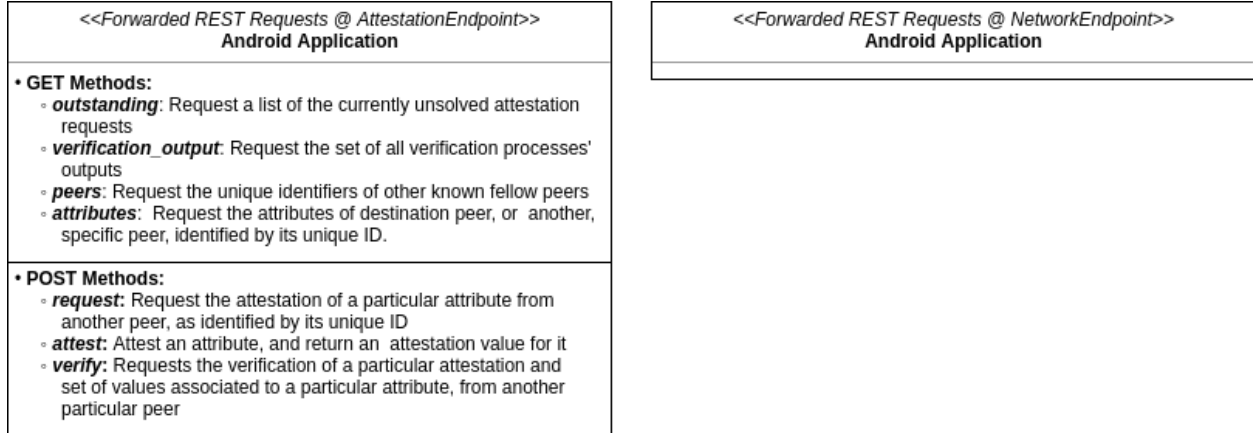 <<Forwarded REST Requests @ AttestationEndpoint>>
Android Application
• GET Methods:
◦ outstanding: Request a list of the currently unsolved attestation
requests
◦ verification_output: Request the set of all verification processes'
outputs
◦ peers: Request the unique identifiers of other known fellow peers
◦ attributes: Request the attributes of destination peer, or another,
specific peer, identified by its unique ID.
• POST Methods:
◦ request: Request the attestation of a particular attribute from
another peer, as identified by its unique ID
◦ attest: Attest an attribute, and return an attestation value for it
◦ verify: Requests the verification of a particular attestation and
set of values associated to a particular attribute, from another
particular peer
<<Forwarded REST Requests @ NetworkEndpoint>>
Android Application